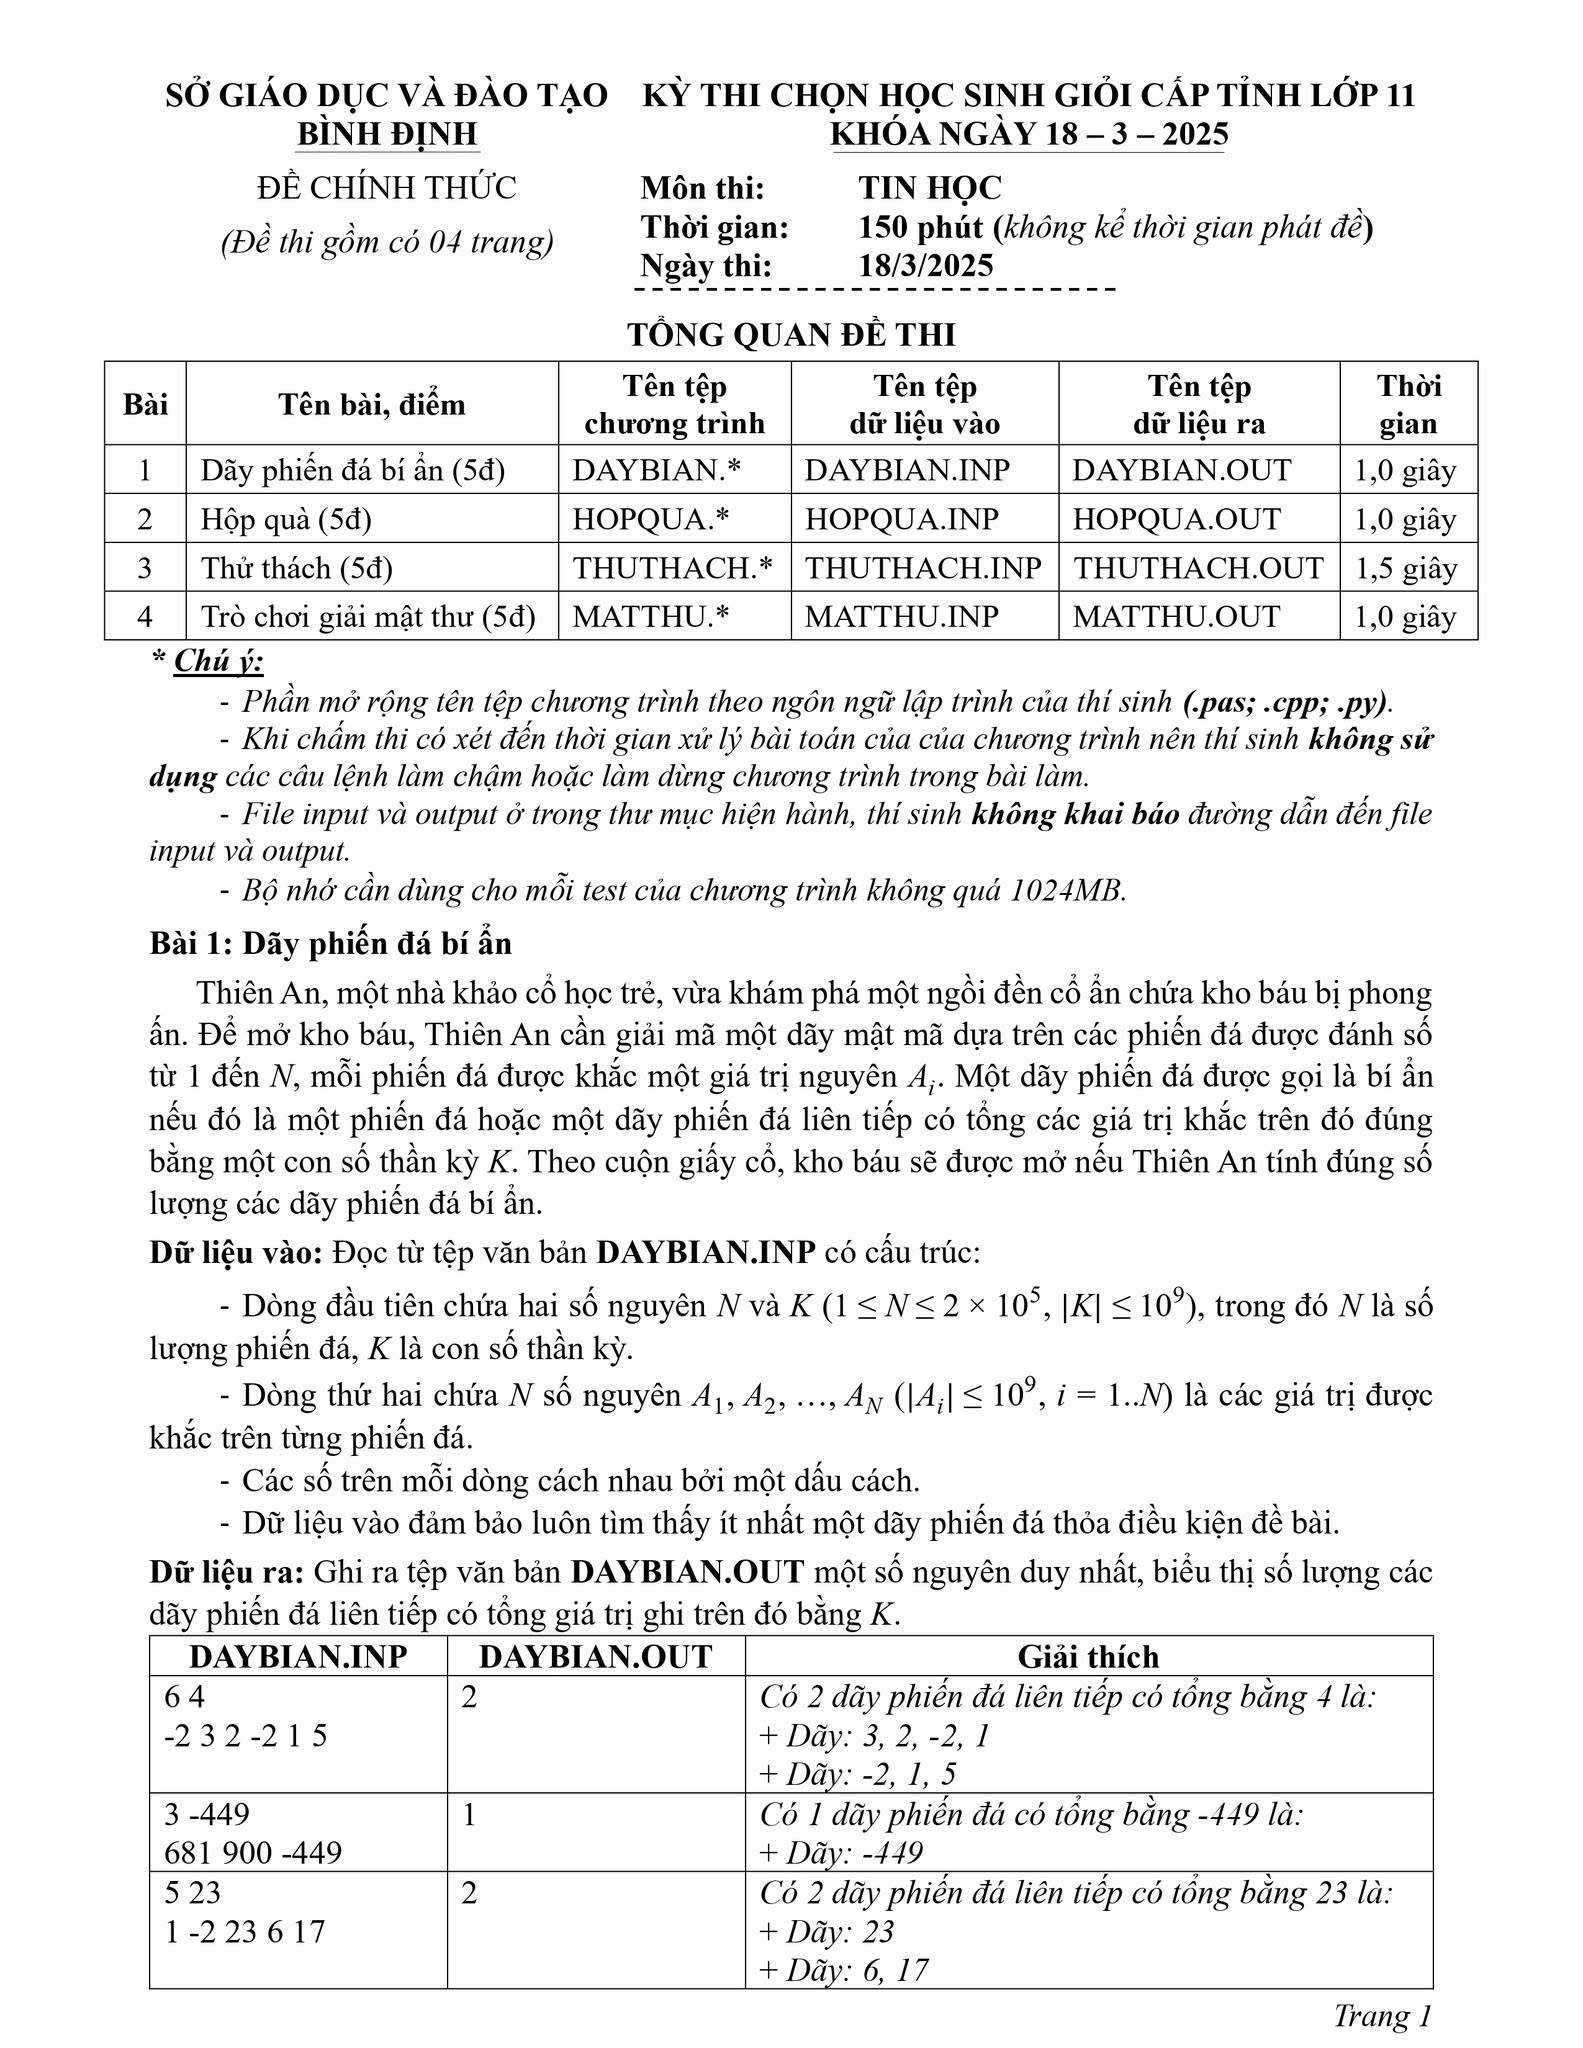 SỞ GIÁO DỤC VÀ ĐÀO TẠO
BÌNH ĐỊNH
KỲ THI CHỌN HỌC SINH GIỎI CẤP TỈNH LỚP 11
KHÓA NGÀY 18 – 3 – 2025
ĐỀ CHÍNH THỨC
(Đề thi gồm có 04 trang)
Môn thi: TIN HỌC
Thời gian: 150 phút (không kể thời gian phát đề)
Ngày thi: 18/3/2025
TỔNG QUAN ĐỀ THI
Bài Tên bài, điểm Tên tệp chương trình Tên tệp dữ liệu vào Tên tệp dữ liệu ra Thời gian
1 Dãy phiến đá bí ẩn (5đ) DAYBIAN.* DAYBIAN.INP DAYBIAN.OUT 1,0 giây
2 Hộp quà (5đ) HOPQUA.* HOPQUA.INP HOPQUA.OUT 1,0 giây
3 Thử thách (5đ) THUTHACH.* THUTHACH.INP THUTHACH.OUT 1,5 giây
4 Trò chơi giải mật thư (5đ) MATTHU.* MATTHU.INP MATTHU.OUT 1,0 giây
* Chú ý:
- Phần mở rộng tên tệp chương trình theo ngôn ngữ lập trình của thí sinh (.pas; .cpp; .py).
- Khi chấm thi có xét đến thời gian xử lý bài toán của của chương trình nên thí sinh không sử
dụng các câu lệnh làm chậm hoặc làm dừng chương trình trong bài làm.
- File input và output ở trong thư mục hiện hành, thí sinh không khai báo đường dẫn đến file
input và output.
- Bộ nhớ cần dùng cho mỗi test của chương trình không quá 1024MB.
Bài 1: Dãy phiến đá bí ẩn
Thiên An, một nhà khảo cổ học trẻ, vừa khám phá một ngồi đền cổ ẩn chứa kho báu bị phong
ấn. Để mở kho báu, Thiên An cần giải mã một dãy mật mã dựa trên các phiến đá được đánh số
từ 1 đến N, mỗi phiến đá được khắc một giá trị nguyên Aᵢ. Một dãy phiến đá được gọi là bí ẩn
nếu đó là một phiến đá hoặc một dãy phiến đá liên tiếp có tổng các giá trị khắc trên đó đúng
bằng một con số thần kỳ K. Theo cuộn giấy cổ, kho báu sẽ được mở nếu Thiên An tính đúng số
lượng các dãy phiến đá bí ẩn.
Dữ liệu vào: Đọc từ tệp văn bản DAYBIAN.INP có cấu trúc:
- Dòng đầu tiên chứa hai số nguyên N và K (1 ≤ N ≤ 2 × 10⁵, |K| ≤ 10⁹), trong đó N là số
lượng phiến đá, K là con số thần kỳ.
- Dòng thứ hai chứa N số nguyên A₁, A₂, …, A_N (|Aᵢ| ≤ 10⁹, i = 1..N) là các giá trị được
khắc trên từng phiến đá.
- Các số trên mỗi dòng cách nhau bởi một dấu cách.
- Dữ liệu vào đảm bảo luôn tìm thấy ít nhất một dãy phiến đá thỏa điều kiện đề bài.
Dữ liệu ra: Ghi ra tệp văn bản DAYBIAN.OUT một số nguyên duy nhất, biểu thị số lượng các
dãy phiến đá liên tiếp có tổng giá trị ghi trên đó bằng K.
DAYBIAN.INP DAYBIAN.OUT Giải thích
6 4 2 Có 2 dãy phiến đá liên tiếp có tổng bằng 4 là:
-2 3 2 -2 1 5 + Dãy: 3, 2, -2, 1
+ Dãy: -2, 1, 5
3 -449 1 Có 1 dãy phiến đá có tổng bằng -449 là:
681 900 -449 + Dãy: -449
5 23 2 Có 2 dãy phiến đá liên tiếp có tổng bằng 23 là:
1 -2 23 6 17 + Dãy: 23
+ Dãy: 6, 17
Trang 1